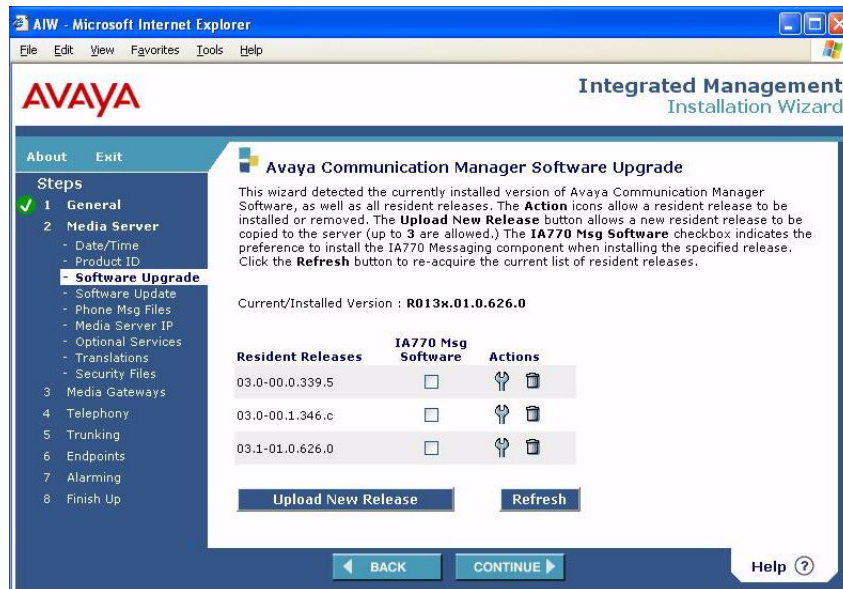 AIW - Microsoft Internet Explorer
File Edit View Favorites Tools Help
AVAYA
Integrated Management
Installation Wizard
About Exit
Steps
1 General
2 Media Server
- Date/Time
- Product ID
- Software Upgrade
- Software Update
- Phone Msg Files
- Media Server IP
- Optional Services
- Translations
- Security Files
3 Media Gateways
4 Telephony
5 Trunking
6 Endpoints
7 Alarming
8 Finish Up
Avaya Communication Manager Software Upgrade
This wizard detected the currently installed version of Avaya Communication Manager
Software, as well as all resident releases. The Action icons allow a resident release to be
installed or removed. The Upload New Release button allows a new resident release to be
copied to the server (up to 3 are allowed.) The IA770 Msg Software checkbox indicates the
preference to install the IA770 Messaging component when installing the specified release.
Click the Refresh button to re-acquire the current list of resident releases.
Current/Installed Version : R013x.01.0.626.0
Resident Releases IA770 Msg Software Actions
03.0-00.0.339.5
03.0-00.1.346.c
03.1-01.0.626.0
Upload New Release Refresh
BACK CONTINUE
Help ?